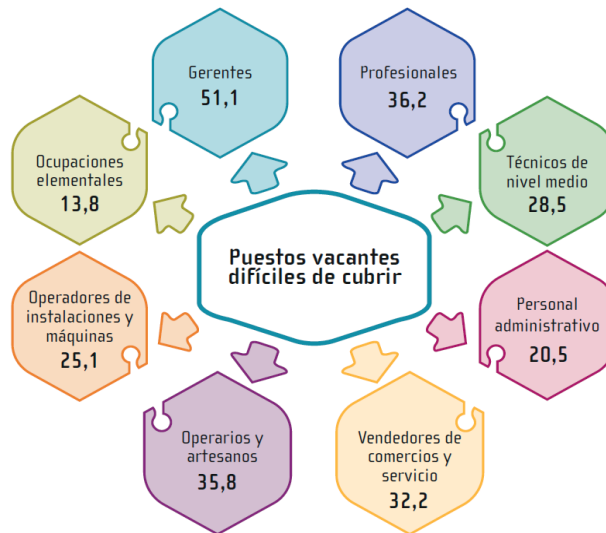 Gerentes
51,1
Profesionales
36,2
Ocupaciones
elementales
13,8
Técnicos de
nivel medio
28,5
Puestos vacantes
difíciles de cubrir
Operadores de
instalaciones y
máquinas
25,1
Personal
administrativo
20,5
Operarios y
artesanos
35,8
Vendedores de
comercios y
servicio
32,2